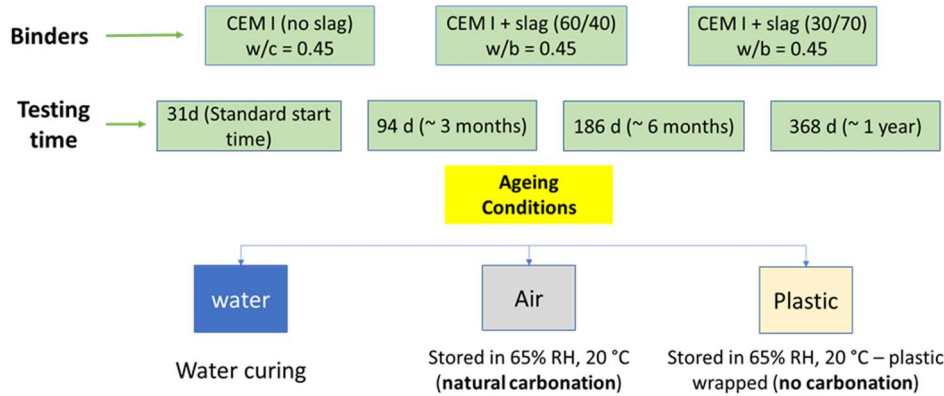 Binders
CEM I (no slag)
w/c = 0.45
CEM I + slag (60/40)
w/b = 0.45
CEM I + slag (30/70)
w/b = 0.45
Testing
time
31d (Standard start
time)
94 d (~ 3 months)
186 d (~ 6 months)
368 d (~ 1 year)
Ageing
Conditions
water
Air
Plastic
Water curing
Stored in 65% RH, 20 °C
(natural carbonation)
Stored in 65% RH, 20 °C – plastic
wrapped (no carbonation)